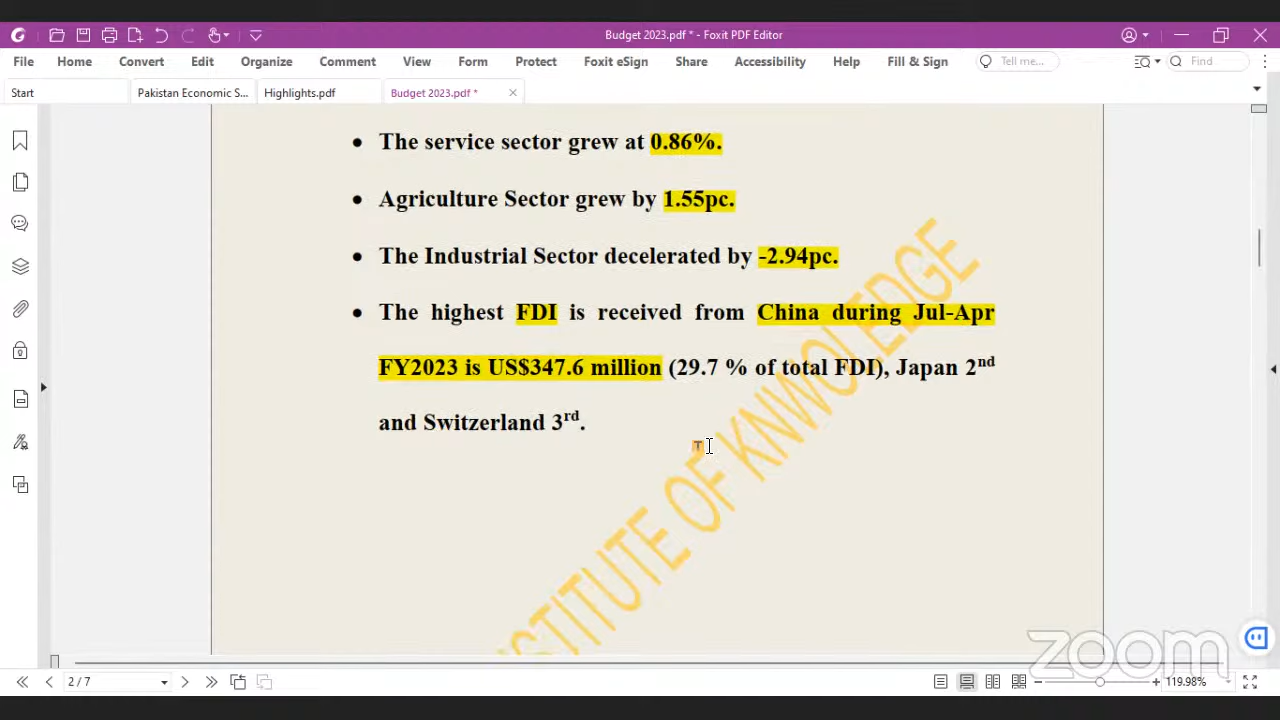 Budget 2023.pdf * - Foxit PDF Editor
File Home Convert Edit Organize Comment View Form Protect Foxit eSign Share Accessibility Help Fill & Sign Tell me... Find
Start Pakistan Economic S... Highlights.pdf Budget 2023.pdf *
• The service sector grew at 0.86%.
• Agriculture Sector grew by 1.55pc.
• The Industrial Sector decelerated by -2.94pc.
• The highest FDI is received from China during Jul-Apr
FY2023 is US$347.6 million (29.7 % of total FDI), Japan 2nd
and Switzerland 3rd.
STITUTE OF KNWOLEDGE
zoom
2 / 7 119.98%